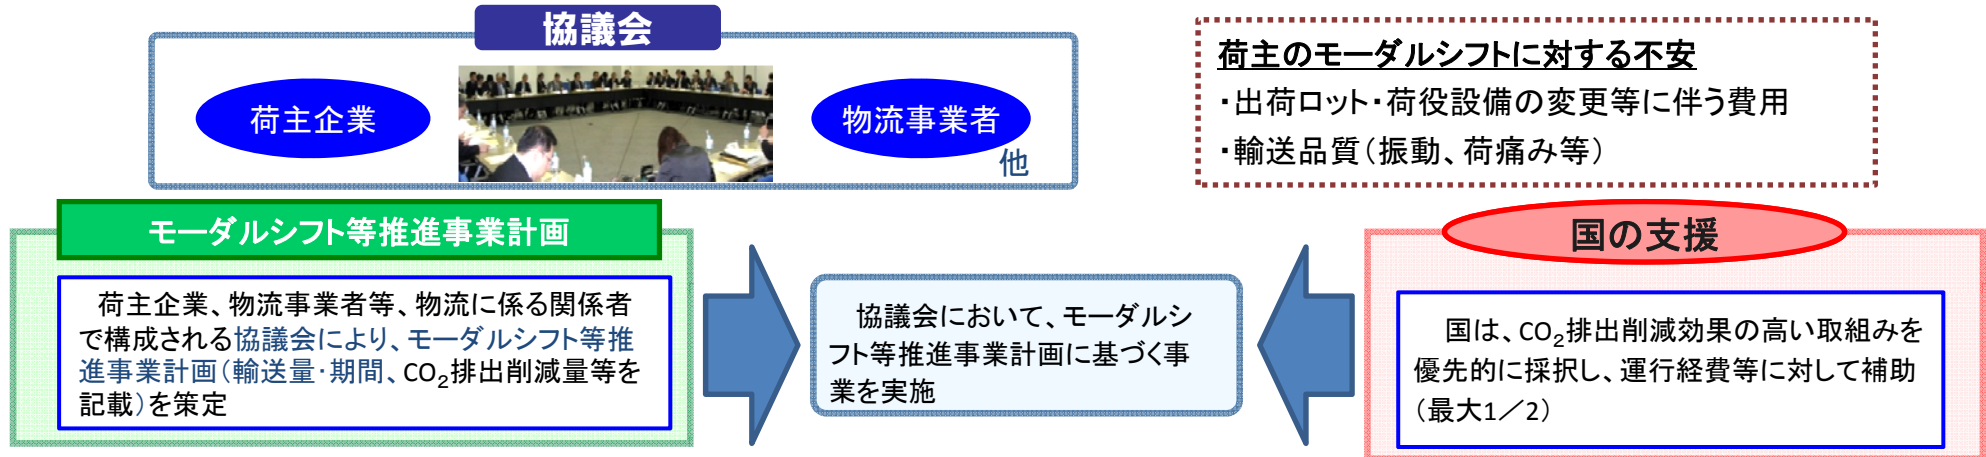 協議会
荷主企業
物流事業者
他
荷主のモーダルシフトに対する不安
・出荷ロット・荷役設備の変更等に伴う費用
・輸送品質（振動、荷痛み等）
モーダルシフト等推進事業計画
荷主企業、物流事業者等、物流に係る関係者
で構成される協議会により、モーダルシフト等推
進事業計画（輸送量・期間、CO₂排出削減量等を
記載）を策定
協議会において、モーダルシ
フト等推進事業計画に基づく事
業を実施
国の支援
国は、CO₂排出削減効果の高い取組みを
優先的に採択し、運行経費等に対して補助
（最大1／2）